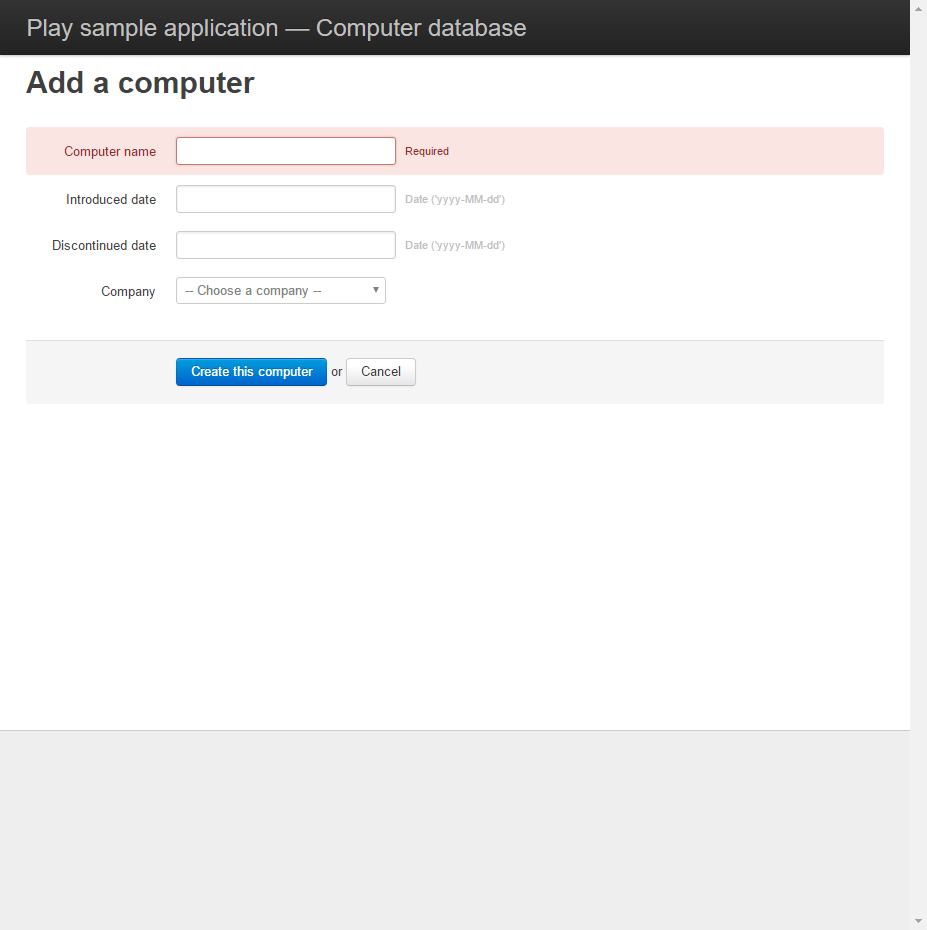 Play sample application — Computer database
Add a computer
Computer name Required
Introduced date Date ('yyyy-MM-dd')
Discontinued date Date ('yyyy-MM-dd')
Company -- Choose a company --
Create this computer or Cancel